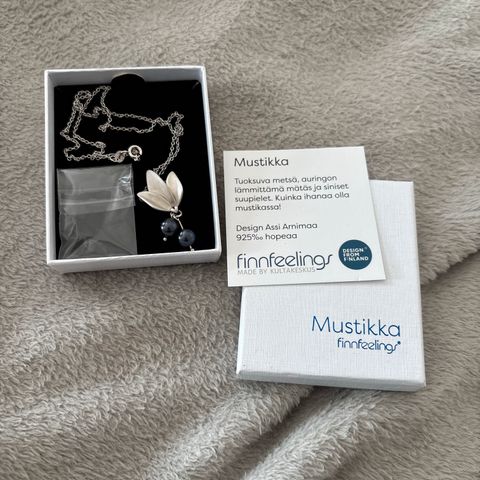 Mustikka
Tuoksuva metsä, auringon
lämmittämä mätäs ja siniset
suupielet. Kuinka ihanaa olla
mustikassa!
Design Assi Arnimaa
925‰ hopeaa
finnfeelings
MADE BY KULTAKESKUS
DESIGN
FROM
FINLAND
Mustikka
finnfeelings